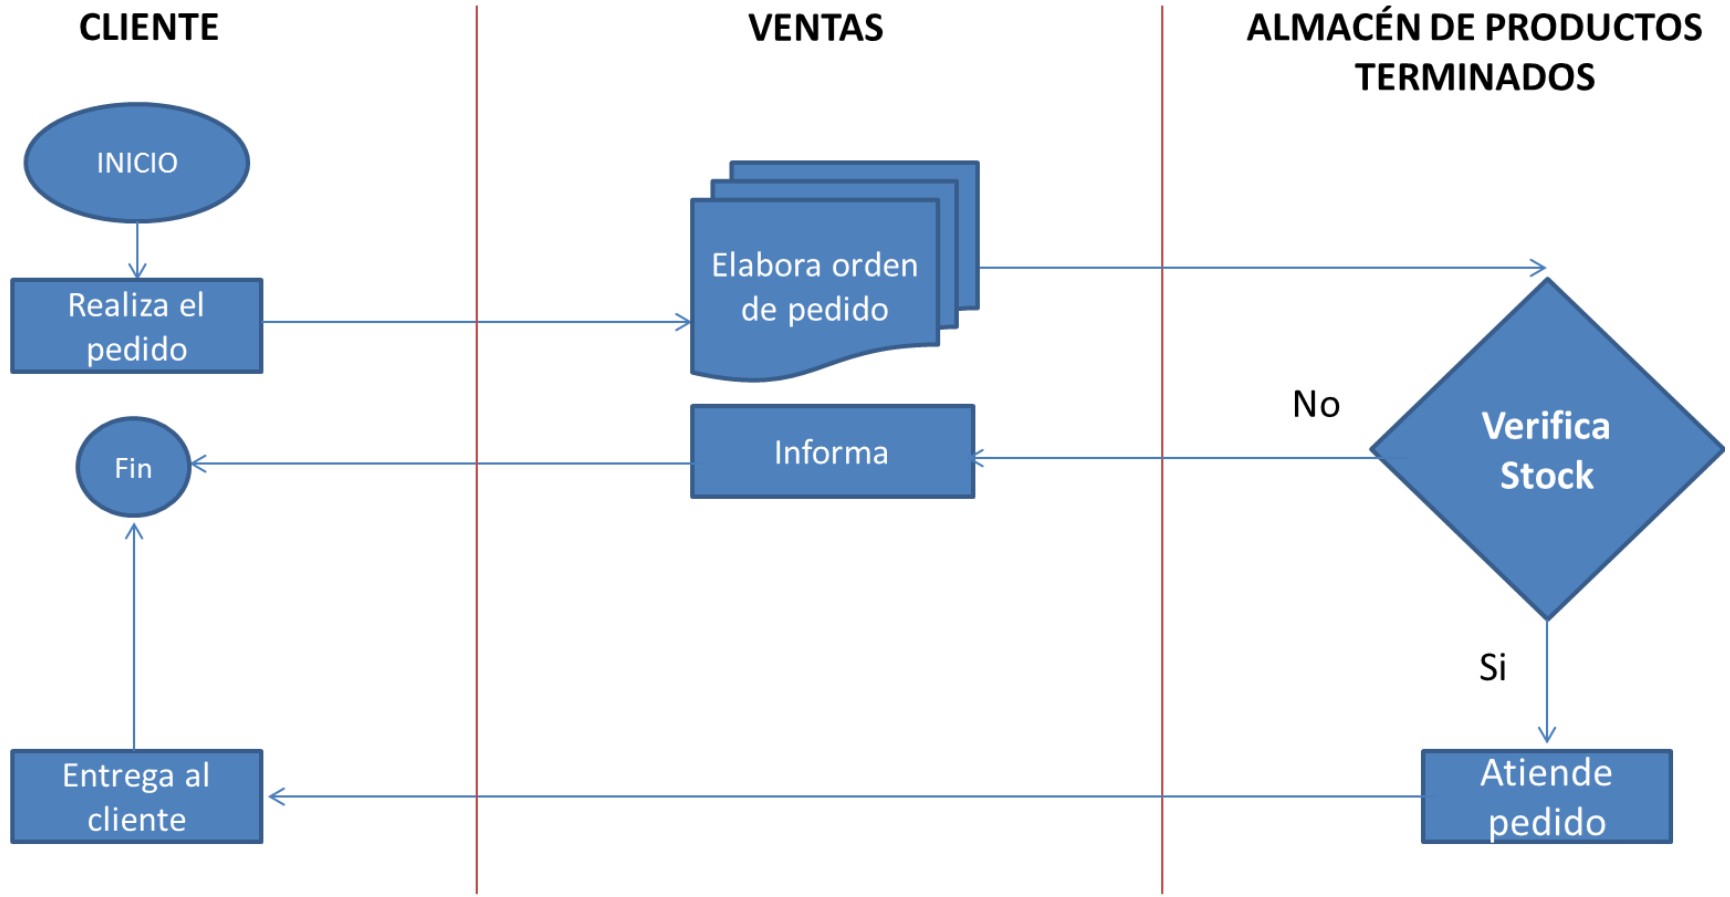 CLIENTE
VENTAS
ALMACÉN DE PRODUCTOS
TERMINADOS
INICIO
Realiza el
pedido
Elabora orden
de pedido
No
Verifica
Stock
Informa
Fin
Si
Entrega al
cliente
Atiende
pedido